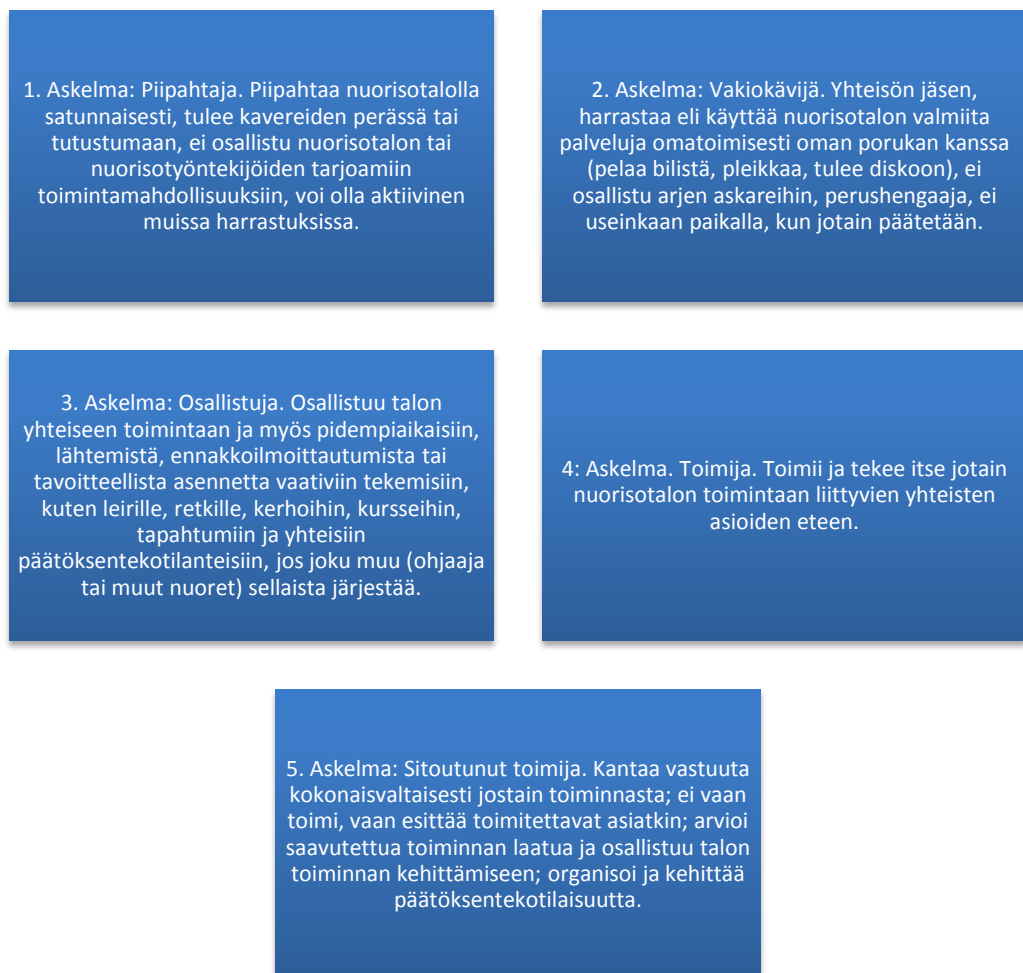 1. Askelma: Piipahtaja. Piipahtaa nuorisotalolla
satunnaisesti, tulee kavereiden perässä tai
tutustumaan, ei osallistu nuorisotalon tai
nuorisotyöntekijöiden tarjoamiin
toimintamahdollisuuksiin, voi olla aktiivinen
muissa harrastuksissa.
2. Askelma: Vakiokävijä. Yhteisön jäsen,
harrastaa eli käyttää nuorisotalon valmiita
palveluja omatoimisesti oman porukan kanssa
(pelaa bilistä, pleikkaa, tulee diskoon), ei
osallistu arjen askareihin, perushengaaja, ei
useinkaan paikalla, kun jotain päätetään.
3. Askelma: Osallistuja. Osallistuu talon
yhteiseen toimintaan ja myös pidempiaikaisiin,
lähtemistä, ennakkoilmoittautumista tai
tavoitteellista asennetta vaativiin tekemisiin,
kuten leirille, retkille, kerhoihin, kursseihin,
tapahtumiin ja yhteisiin
päätöksentekotilanteisiin, jos joku muu (ohjaaja
tai muut nuoret) sellaista järjestää.
4: Askelma. Toimija. Toimii ja tekee itse jotain
nuorisotalon toimintaan liittyvien yhteisten
asioiden eteen.
5. Askelma: Sitoutunut toimija. Kantaa vastuuta
kokonaisvaltaisesti jostain toiminnasta; ei vaan
toimi, vaan esittää toimitettavat asiatkin; arvioi
saavutettua toiminnan laatua ja osallistuu talon
toiminnan kehittämiseen; organisoi ja kehittää
päätöksentekotilaisuutta.